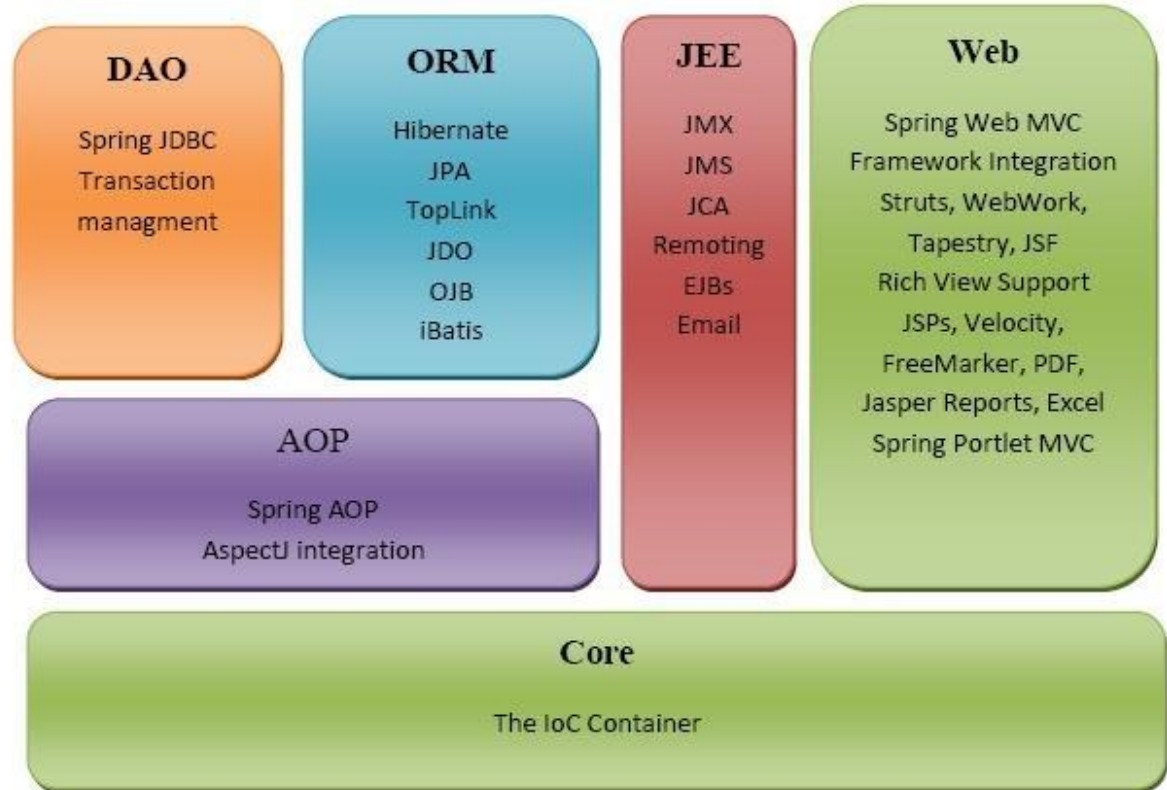 DAO
Spring JDBC
Transaction
managment
ORM
Hibernate
JPA
TopLink
JDO
OJB
iBatis
JEE
JMX
JMS
JCA
Remoting
EJBs
Email
Web
Spring Web MVC
Framework Integration
Struts, WebWork,
Tapestry, JSF
Rich View Support
JSPs, Velocity,
FreeMarker, PDF,
Jasper Reports, Excel
Spring Portlet MVC
AOP
Spring AOP
AspectJ integration
Core
The IoC Container